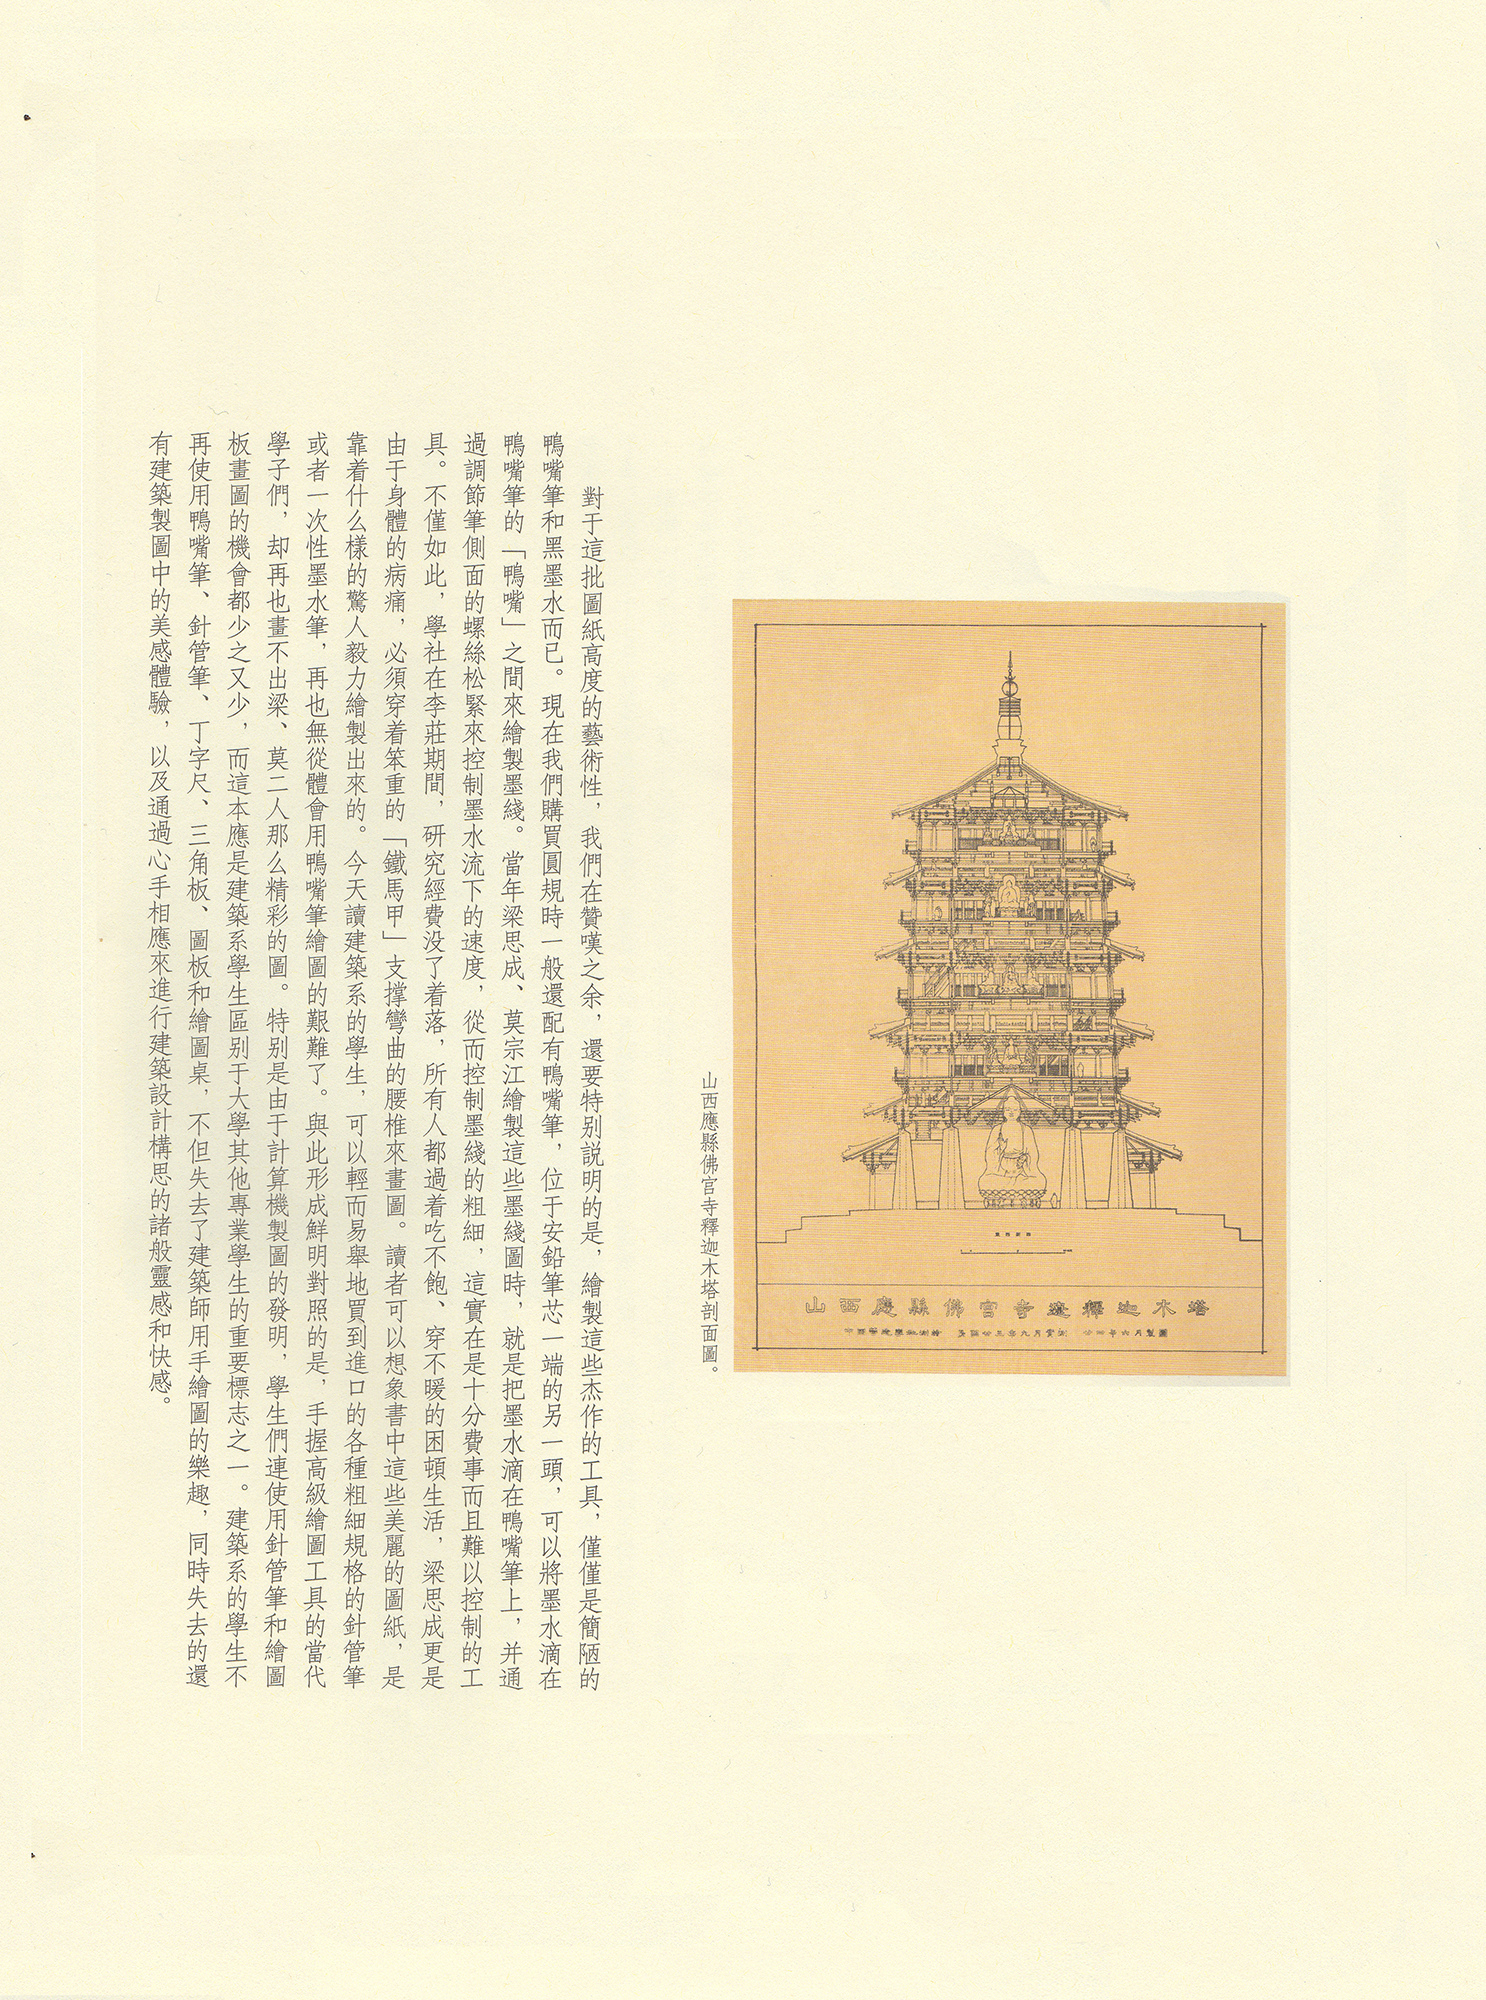 山西應縣佛宫寺遼釋迦木塔
山西應縣佛宫寺釋迦木塔剖面圖。
對于這批圖紙高度的藝術性，我們在贊嘆之余，還要特别説明的是，繪製這些杰作的工具，僅僅是簡陋的
鴨嘴筆和黑墨水而已。現在我們購買圓規時一般還配有鴨嘴筆，位于安鉛筆芯一端的另一頭，可以將墨水滴在
鴨嘴筆的「鴨嘴」之間來繪製墨綫。當年梁思成、莫宗江繪製這些墨綫圖時，就是把墨水滴在鴨嘴筆上，并通
過調節筆側面的螺絲松緊來控制墨水流下的速度，從而控制墨綫的粗細，這實在是十分費事而且難以控制的工
具。不僅如此，學社在李莊期間，研究經費没了着落，所有人都過着吃不飽、穿不暖的困頓生活，梁思成更是
由于身體的病痛，必須穿着笨重的「鐵馬甲」支撑彎曲的腰椎來畫圖。讀者可以想象書中這些美麗的圖紙，是
靠着什么樣的驚人毅力繪製出來的。今天讀建築系的學生，可以輕而易舉地買到進口的各種粗細規格的針管筆
或者一次性墨水筆，再也無從體會用鴨嘴筆繪圖的艱難了。與此形成鮮明對照的是，手握高級繪圖工具的當代
學子們，却再也畫不出梁、莫二人那么精彩的圖。特别是由于計算機製圖的發明，學生們連使用針管筆和繪圖
板畫圖的機會都少之又少，而這本應是建築系學生區别于大學其他專業學生的重要標志之一。建築系的學生不
再使用鴨嘴筆、針管筆、丁字尺、三角板、圖板和繪圖桌，不但失去了建築師用手繪圖的樂趣，同時失去的還
有建築製圖中的美感體驗，以及通過心手相應來進行建築設計構思的諸般靈感和快感。